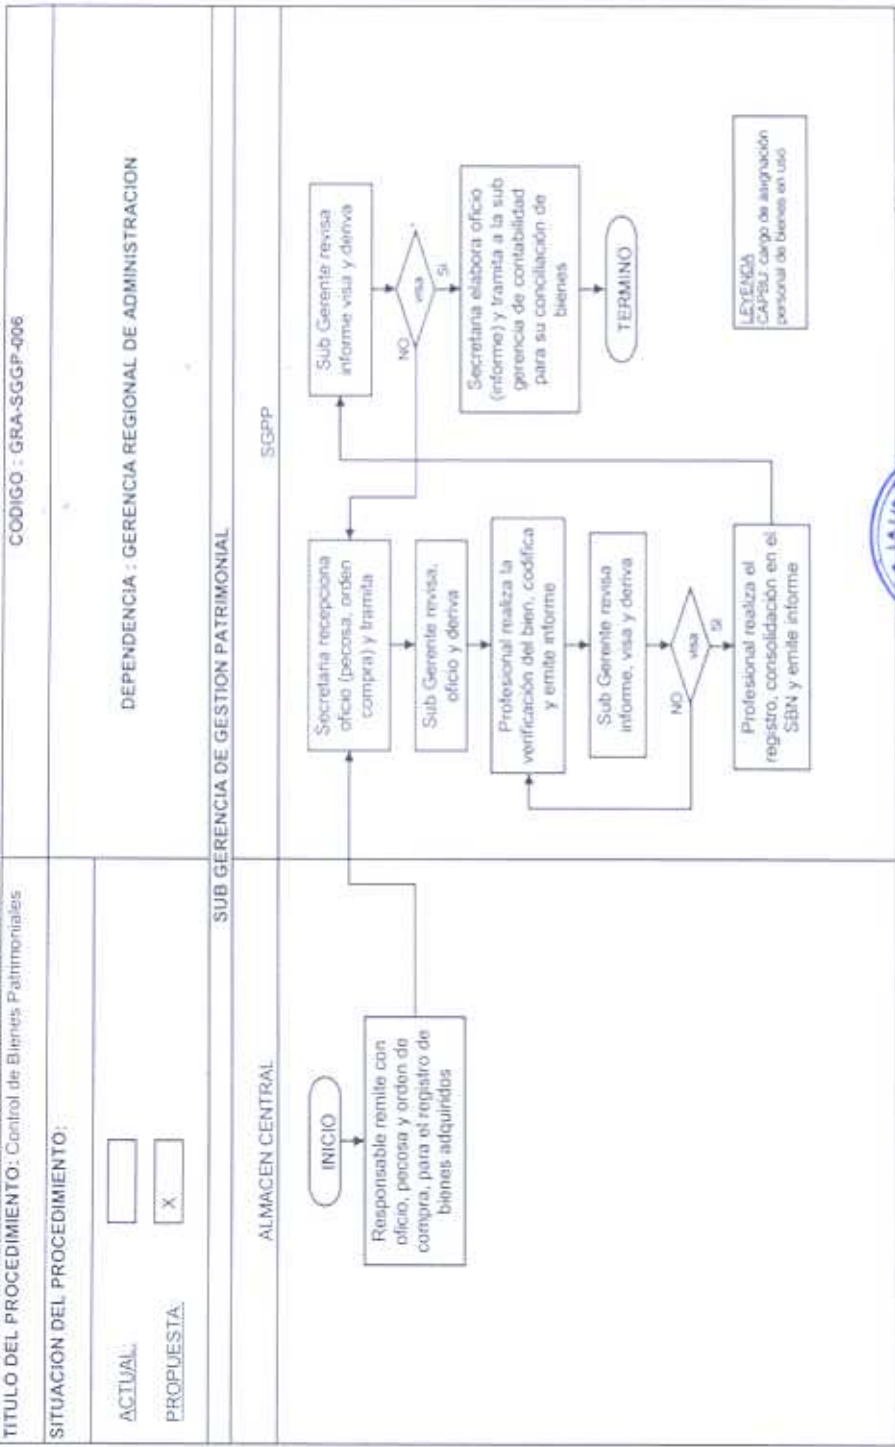 TITULO DEL PROCEDIMIENTO: Control de Bienes Patrimoniales
CODIGO : GRA-SGGP-006
SITUACION DEL PROCEDIMIENTO:
ACTUAL:
PROPUESTA: X
DEPENDENCIA : GERENCIA REGIONAL DE ADMINISTRACION
SUB GERENCIA DE GESTION PATRIMONIAL
ALMACEN CENTRAL
SGPP
INICIO
Responsable remite con
oficio, pecosa y orden de
compra, para el registro de
bienes adquiridos
Secretaria recepciona
oficio (pecosa, orden
compra) y tramita
Sub Gerente revisa,
oficio y deriva
Profesional realiza la
verificación del bien, codifica
y emite informe
Sub Gerente revisa
informe, visa y deriva
visa
NO
SI
Profesional realiza el
registro, consolidación en el
SBN y emite informe
Sub Gerente revisa
informe visa y deriva
visa
NO
SI
Secretaria elabora oficio
(informe) y tramita a la sub
gerencia de contabilidad
para su conciliación de
bienes
TERMINO
LEYENDA
CAPBU: cargo de asignación
personal de bienes en uso